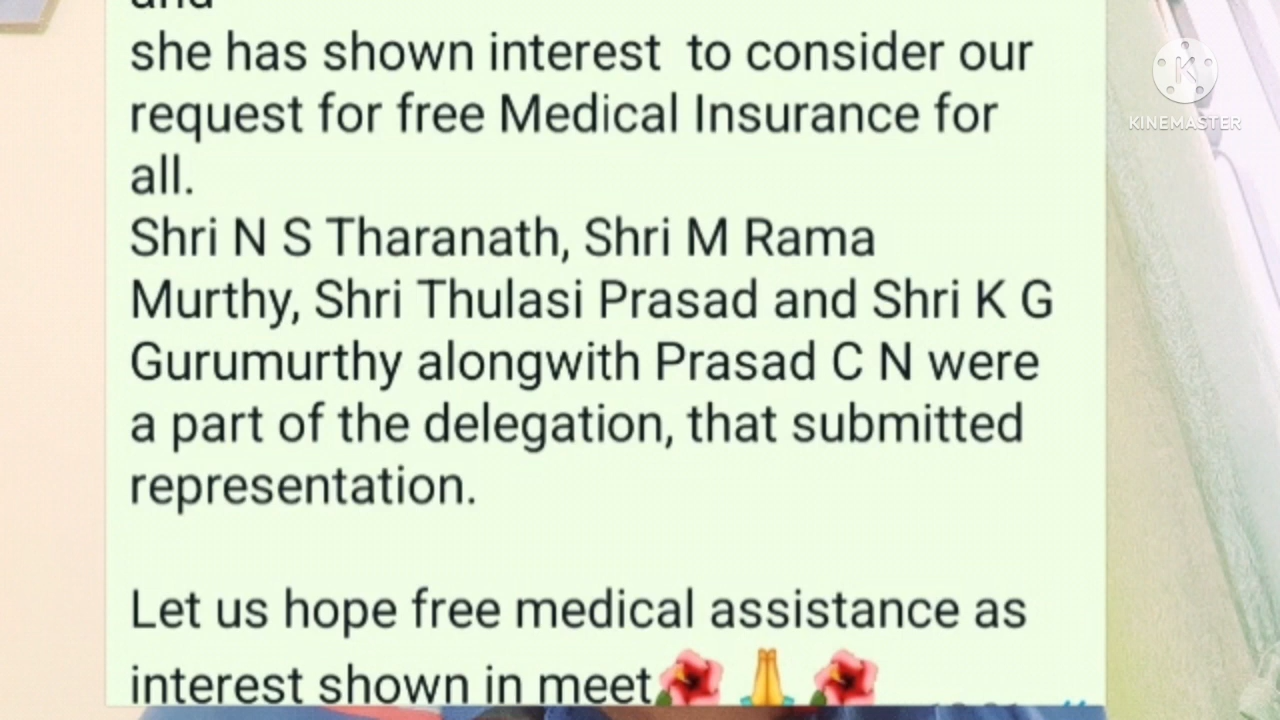 and
she has shown interest  to consider our
request for free Medical Insurance for
all.
Shri N S Tharanath, Shri M Rama
Murthy, Shri Thulasi Prasad and Shri K G
Gurumurthy alongwith Prasad C N were
a part of the delegation, that submitted
representation.
Let us hope free medical assistance as
interest shown in meet🌺🙏🌺
K
KINEMASTER